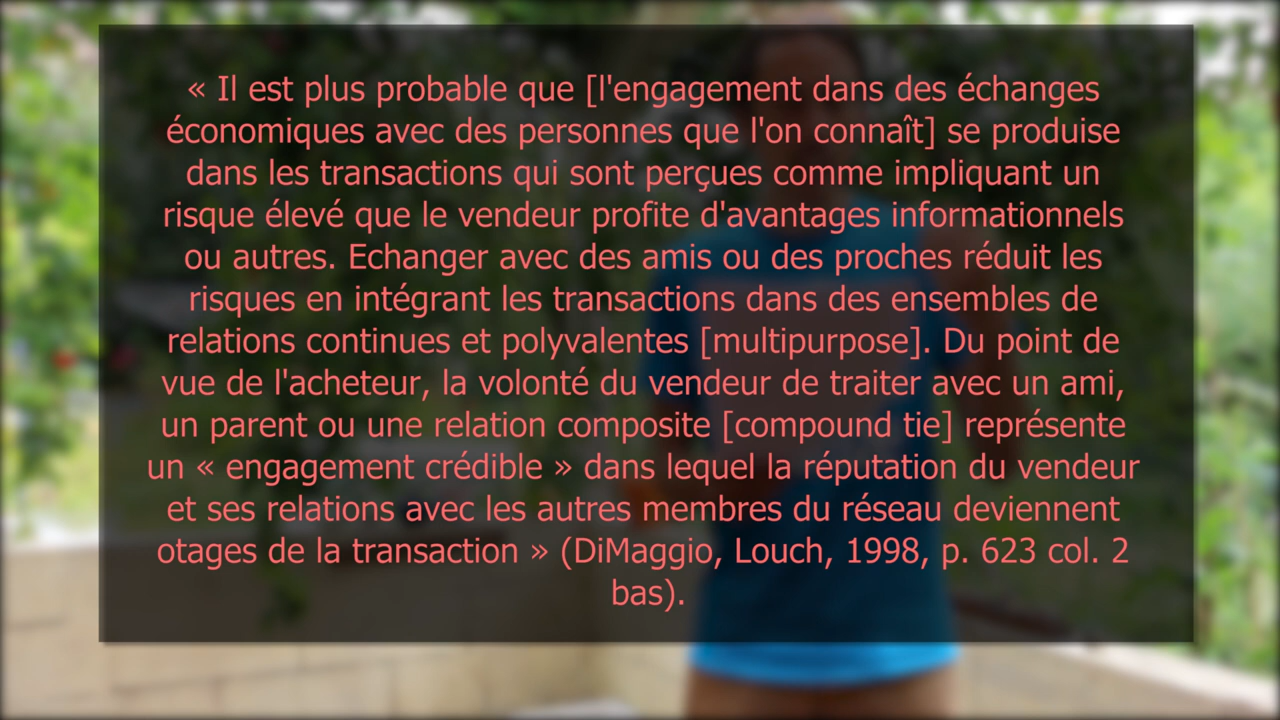 « Il est plus probable que [l'engagement dans des échanges
économiques avec des personnes que l'on connaît] se produise
dans les transactions qui sont perçues comme impliquant un
risque élevé que le vendeur profite d'avantages informationnels
ou autres. Echanger avec des amis ou des proches réduit les
risques en intégrant les transactions dans des ensembles de
relations continues et polyvalentes [multipurpose]. Du point de
vue de l'acheteur, la volonté du vendeur de traiter avec un ami,
un parent ou une relation composite [compound tie] représente
un « engagement crédible » dans lequel la réputation du vendeur
et ses relations avec les autres membres du réseau deviennent
otages de la transaction » (DiMaggio, Louch, 1998, p. 623 col. 2
bas).